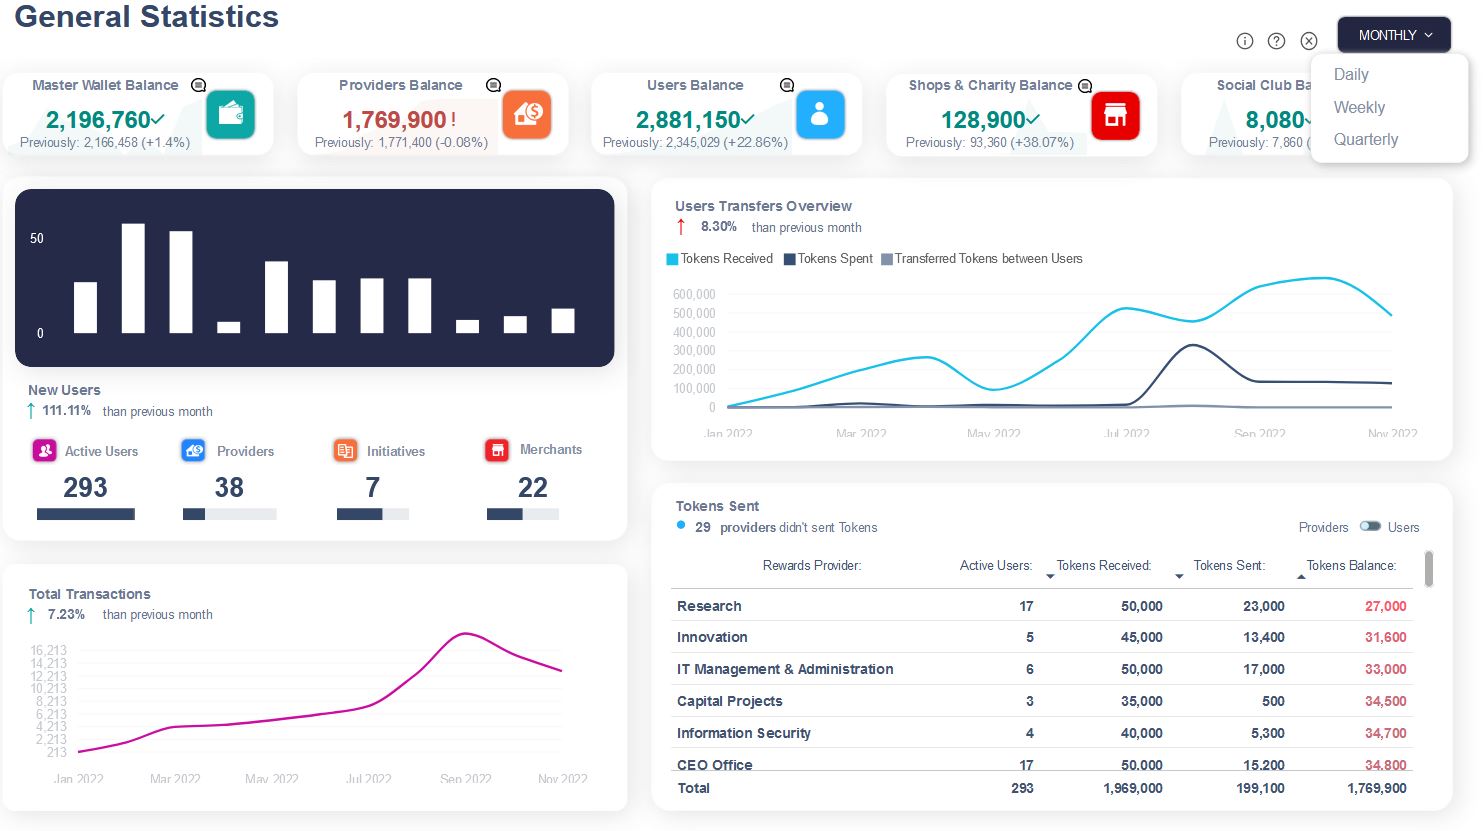 General Statistics
MONTHLY
Daily
Weekly
Quarterly
Master Wallet Balance
2,196,760
Previously: 2,166,458 (+1.4%)
Providers Balance
1,769,900 !
Previously: 1,771,400 (-0.08%)
Users Balance
2,881,150
Previously: 2,345,029 (+22.86%)
Shops & Charity Balance
128,900
Previously: 93,360 (+38.07%)
Social Club Ba
8,080
Previously: 7,860 (
50
0
New Users
111.11% than previous month
Active Users
293
Providers
38
Initiatives
7
Merchants
22
Total Transactions
7.23% than previous month
16,213
14,213
12,213
10,213
8,213
6,213
4,213
2,213
213
Jan 2022 Mar 2022 May 2022 Jul 2022 Sep 2022 Nov 2022
Users Transfers Overview
8.30% than previous month
Tokens Received Tokens Spent Transferred Tokens between Users
600,000
500,000
400,000
300,000
200,000
100,000
0
Jan 2022 Mar 2022 May 2022 Jul 2022 Sep 2022 Nov 2022
Tokens Sent
29 providers didn't sent Tokens
Providers Users
Rewards Provider: Active Users: Tokens Received: Tokens Sent: Tokens Balance:
Research 17 50,000 23,000 27,000
Innovation 5 45,000 13,400 31,600
IT Management & Administration 6 50,000 17,000 33,000
Capital Projects 3 35,000 500 34,500
Information Security 4 40,000 5,300 34,700
CEO Office 17 50,000 15,200 34,800
Total 293 1,969,000 199,100 1,769,900